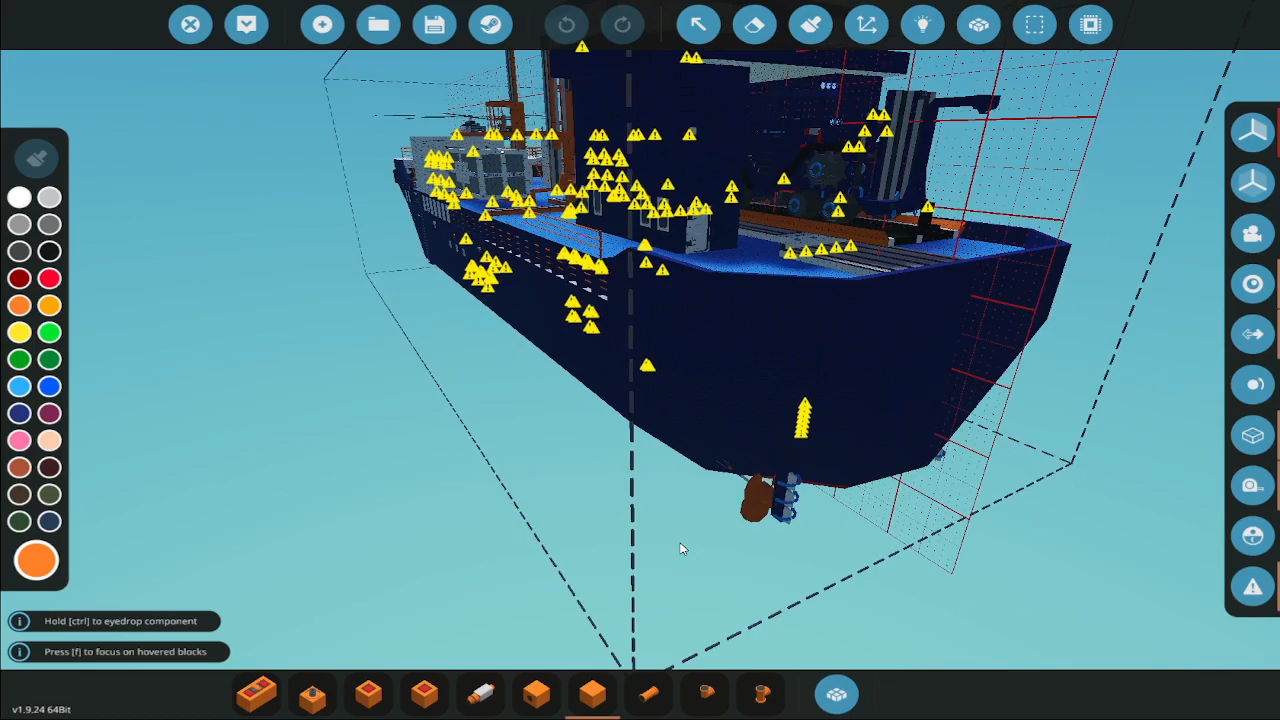 Hold [ctrl] to eyedrop component
Press [f] to focus on hovered blocks
v1.9.24 64Bit